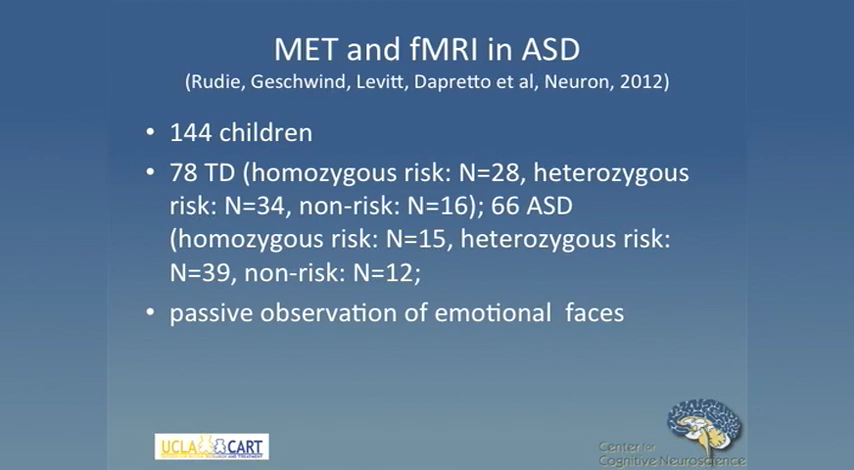 MET and fMRI in ASD
(Rudie, Geschwind, Levitt, Dapretto et al, Neuron, 2012)
• 144 children
• 78 TD (homozygous risk: N=28, heterozygous
risk: N=34, non-risk: N=16); 66 ASD
(homozygous risk: N=15, heterozygous risk:
N=39, non-risk: N=12;
• passive observation of emotional faces
UCLA CART
Center for
Cognitive Neuroscience